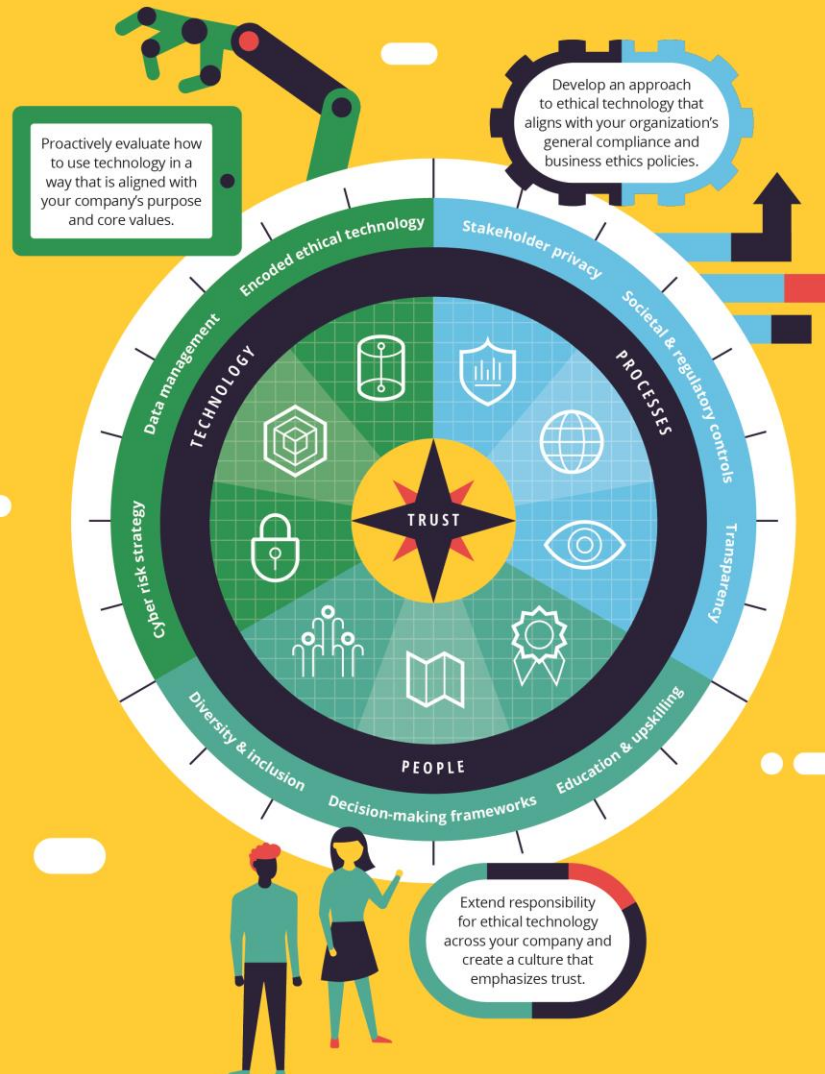 Proactively evaluate how
to use technology in a
way that is aligned with
your company's purpose
and core values.
Develop an approach
to ethical technology that
aligns with your organization's
general compliance and
business ethics policies.
Encoded ethical technology
Stakeholder privacy
Data management
Societal & regulatory controls
TECHNOLOGY
PROCESSES
TRUST
Cyber risk strategy
Transparency
PEOPLE
Diversity & inclusion
Decision-making frameworks
Education & upskilling
Extend responsibility
for ethical technology
across your company and
create a culture that
emphasizes trust.